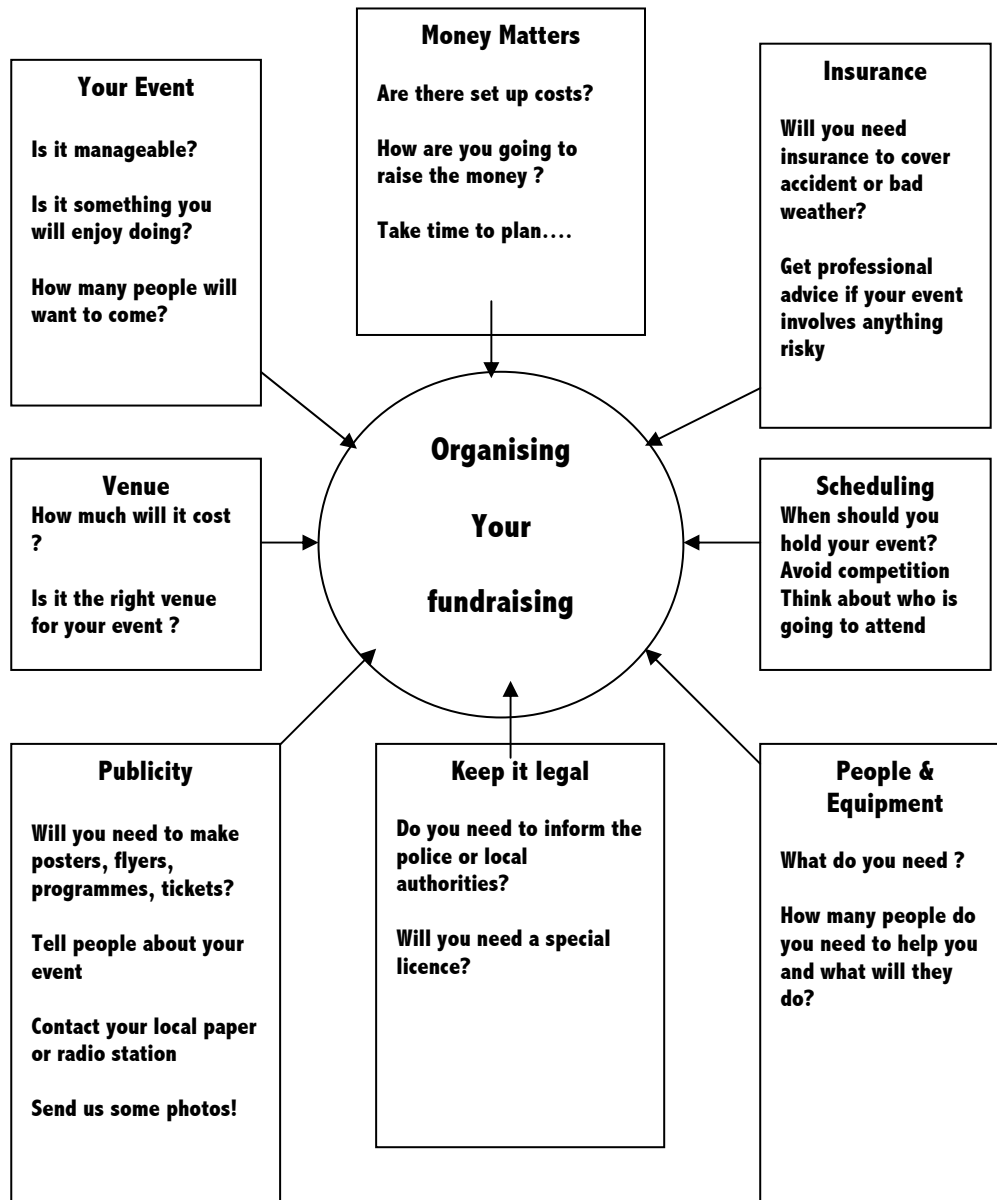 Money Matters
Are there set up costs?
How are you going to
raise the money ?
Take time to plan....
Your Event
Is it manageable?
Is it something you
will enjoy doing?
How many people will
want to come?
Insurance
Will you need
insurance to cover
accident or bad
weather?
Get professional
advice if your event
involves anything
risky
Organising
Your
fundraising
Venue
How much will it cost
?
Is it the right venue
for your event ?
Scheduling
When should you
hold your event?
Avoid competition
Think about who is
going to attend
Publicity
Will you need to make
posters, flyers,
programmes, tickets?
Tell people about your
event
Contact your local paper
or radio station
Send us some photos!
Keep it legal
Do you need to inform the
police or local
authorities?
Will you need a special
licence?
People &
Equipment
What do you need ?
How many people do
you need to help you
and what will they
do?